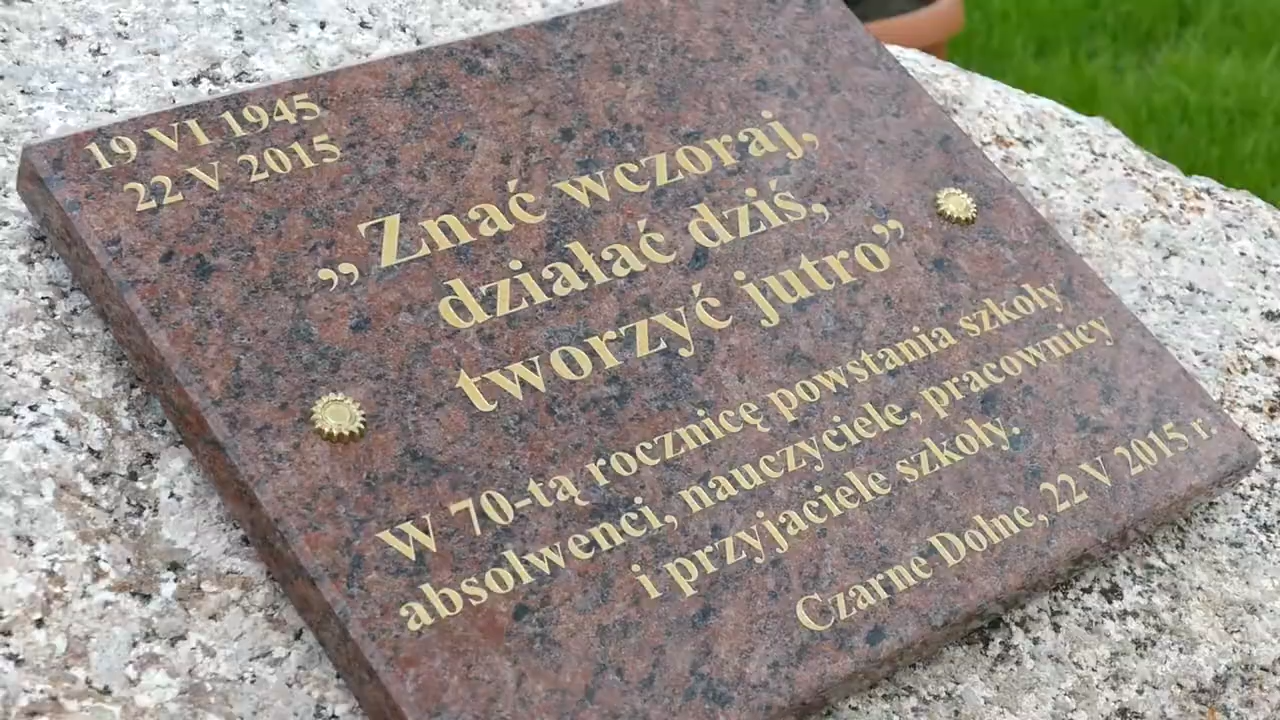 19 VI 1945
22 V 2015
„Znać wczoraj,
działać dziś,
tworzyć jutro”
W 70-tą rocznicę powstania szkoły
absolwenci, nauczyciele, pracownicy
i przyjaciele szkoły.
Czarne Dolne, 22 V 2015 r.